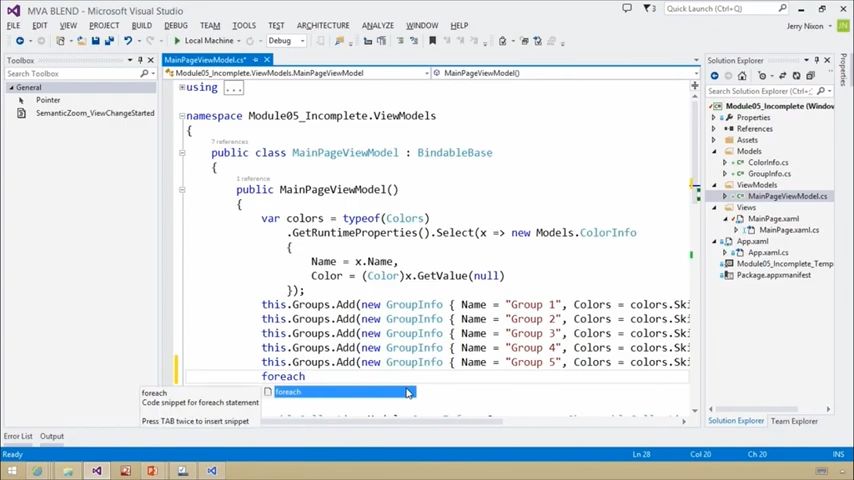 MVA BLEND - Microsoft Visual Studio
Quick Launch (Ctrl+Q)
FILE EDIT VIEW PROJECT BUILD DEBUG TEAM TOOLS TEST ARCHITECTURE ANALYZE WINDOW HELP
Jerry Nixon
Local Machine
Debug
Toolbox
Search Toolbox
General
Pointer
SemanticZoom_ViewChangeStarted
MainPageViewModel.cs*
Module05_Incomplete.ViewModels.MainPageViewModel
MainPageViewModel()
using ...
namespace Module05_Incomplete.ViewModels
{
7 references
public class MainPageViewModel : BindableBase
{
1 reference
public MainPageViewModel()
{
var colors = typeof(Colors)
.GetRuntimeProperties().Select(x => new Models.ColorInfo
{
Name = x.Name,
Color = (Color)x.GetValue(null)
});
this.Groups.Add(new GroupInfo { Name = "Group 1", Colors = colors.Ski
this.Groups.Add(new GroupInfo { Name = "Group 2", Colors = colors.Ski
this.Groups.Add(new GroupInfo { Name = "Group 3", Colors = colors.Ski
this.Groups.Add(new GroupInfo { Name = "Group 4", Colors = colors.Ski
this.Groups.Add(new GroupInfo { Name = "Group 5", Colors = colors.Ski
foreach
foreach
foreach
Code snippet for foreach statement
Press TAB twice to insert snippet
Solution Explorer
Search Solution Explorer
Module05_Incomplete (Window
Properties
References
Assets
Models
ColorInfo.cs
GroupInfo.cs
ViewModels
MainPageViewModel.cs
Views
MainPage.xaml
MainPage.xaml.cs
App.xaml
App.xaml.cs
Module05_Incomplete_Temp
Package.appxmanifest
Solution Explorer
Team Explorer
Properties
100 %
Error List
Output
Ready
Ln 28
Col 20
Ch 20
INS